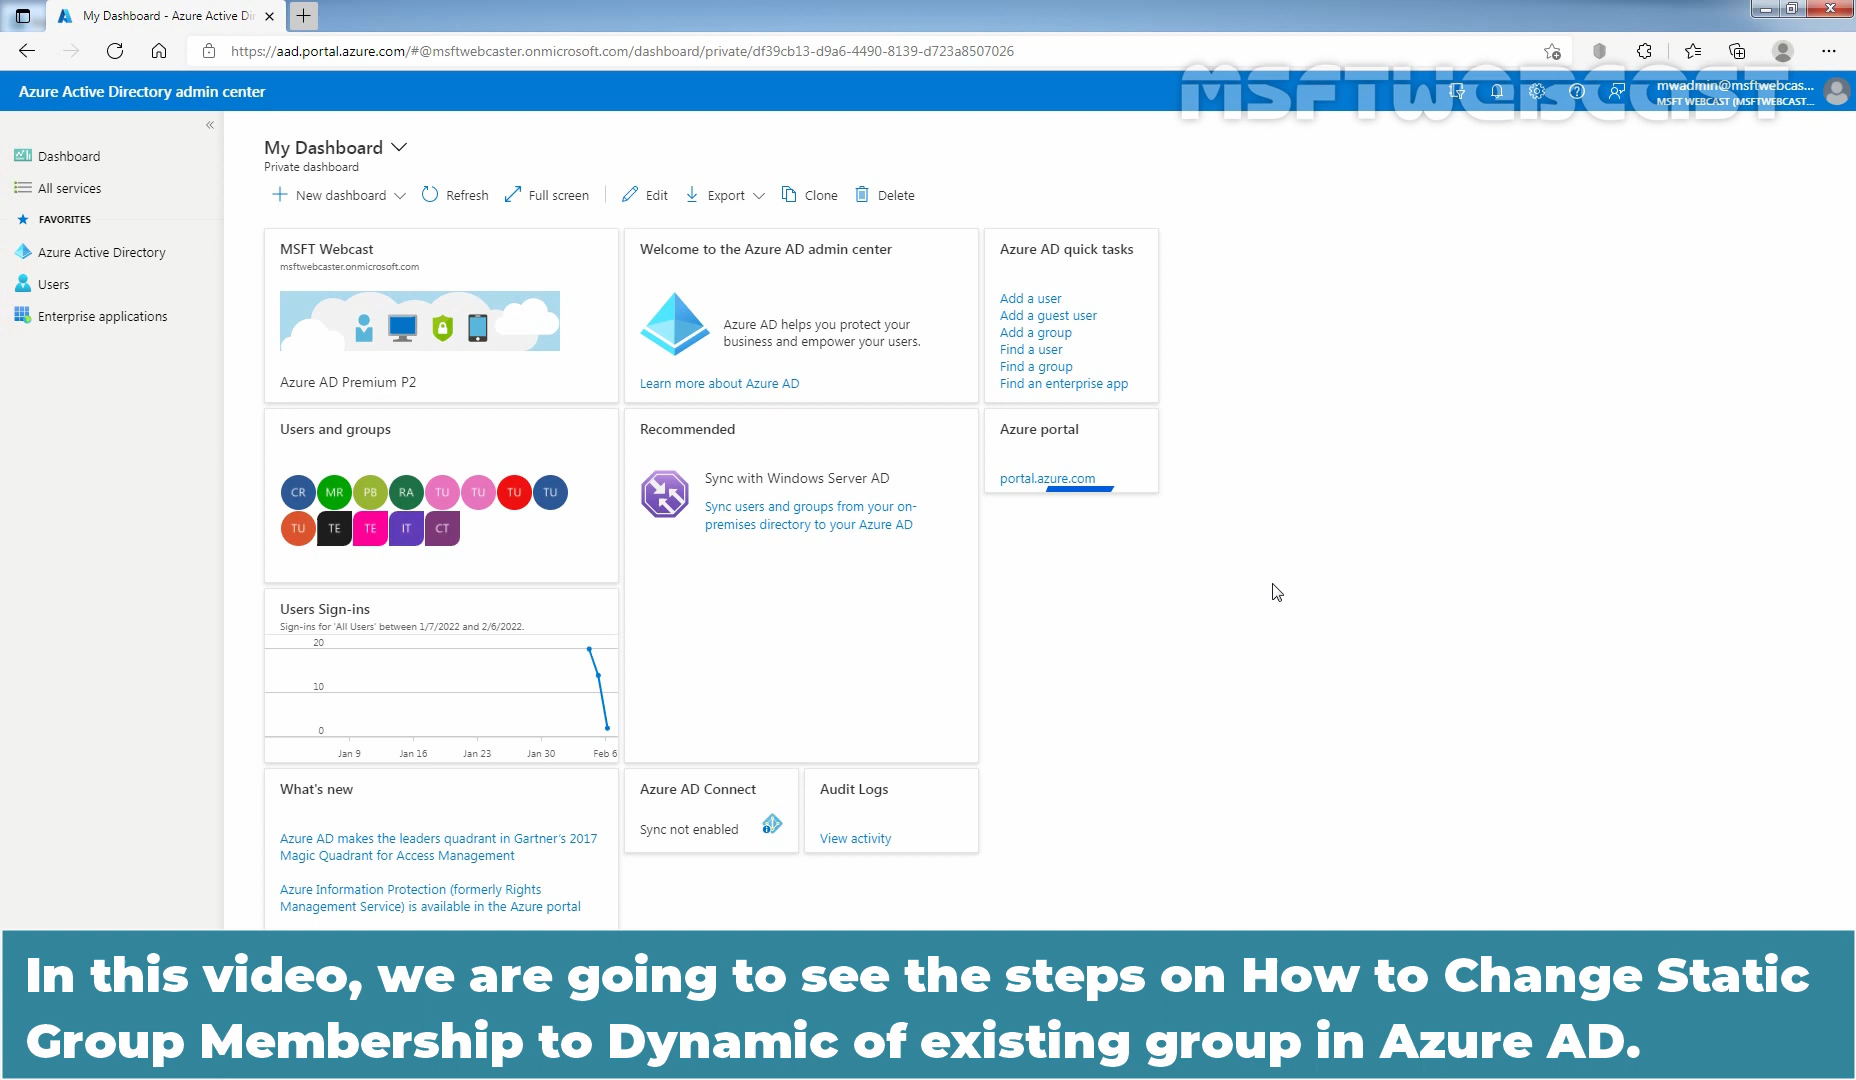 My Dashboard - Azure Active Di
https://aad.portal.azure.com/#@msftwebcaster.onmicrosoft.com/dashboard/private/df39cb13-d9a6-4490-8139-d723a8507026
MSFTWEBCAST
Azure Active Directory admin center
mwadmin@msftwebcas...
MSFT WEBCAST (MSFTWEBCAST...
Dashboard
All services
FAVORITES
Azure Active Directory
Users
Enterprise applications
My Dashboard
Private dashboard
New dashboard Refresh Full screen Edit Export Clone Delete
MSFT Webcast
msftwebcaster.onmicrosoft.com
Azure AD Premium P2
Welcome to the Azure AD admin center
Azure AD helps you protect your
business and empower your users.
Learn more about Azure AD
Azure AD quick tasks
Add a user
Add a guest user
Add a group
Find a user
Find a group
Find an enterprise app
Users and groups
CR MR PB RA TU TU TU TU
TU TE TE IT CT
Recommended
Sync with Windows Server AD
Sync users and groups from your on-
premises directory to your Azure AD
Azure portal
portal.azure.com
Users Sign-ins
Sign-ins for 'All Users' between 1/7/2022 and 2/6/2022.
20
10
0
Jan 9 Jan 16 Jan 23 Jan 30 Feb 6
What's new
Azure AD makes the leaders quadrant in Gartner's 2017
Magic Quadrant for Access Management
Azure Information Protection (formerly Rights
Management Service) is available in the Azure portal
Azure AD Connect
Sync not enabled
Audit Logs
View activity
In this video, we are going to see the steps on How to Change Static
Group Membership to Dynamic of existing group in Azure AD.